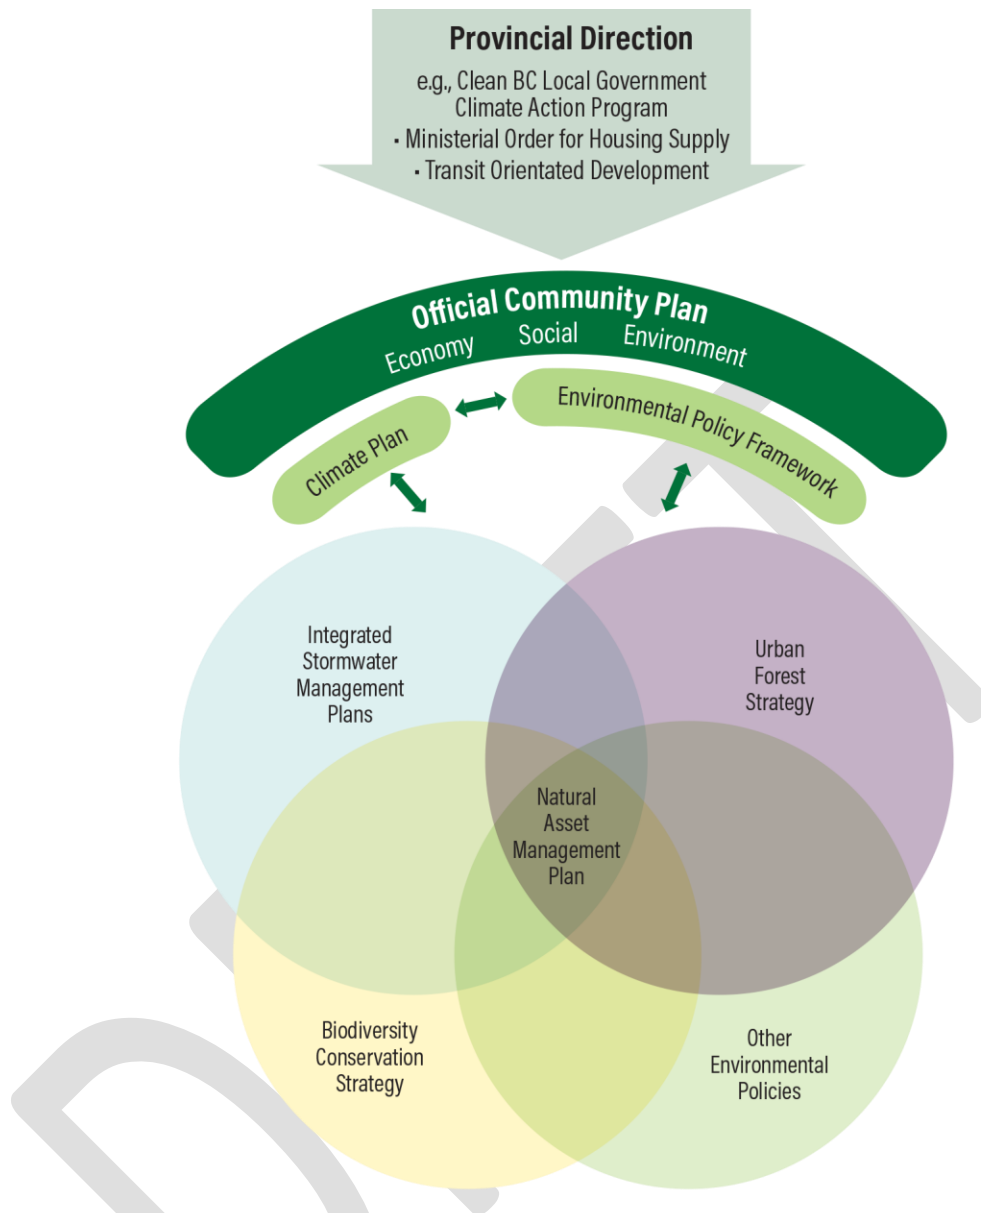 Provincial Direction
e.g., Clean BC Local Government
Climate Action Program
• Ministerial Order for Housing Supply
• Transit Orientated Development
Official Community Plan
Economy Social Environment
Climate Plan
Environmental Policy Framework
Integrated
Stormwater
Management
Plans
Urban
Forest
Strategy
Natural
Asset
Management
Plan
Biodiversity
Conservation
Strategy
Other
Environmental
Policies